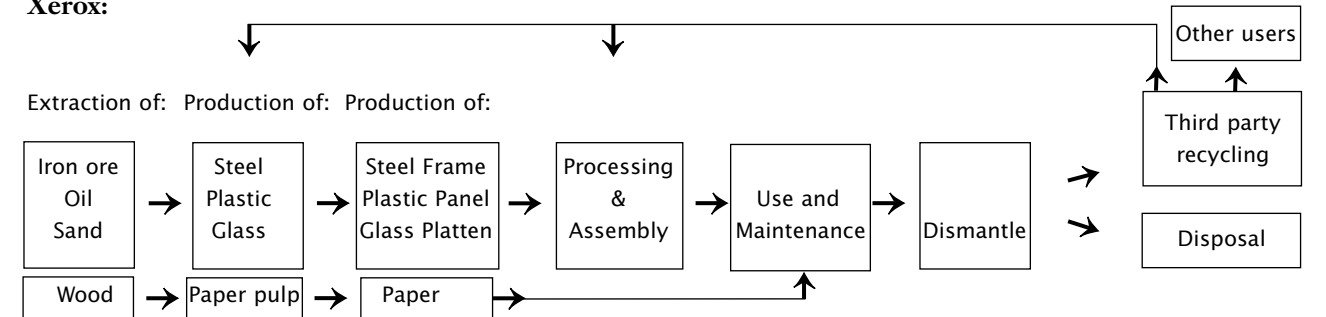 Xerox:
Other users
Extraction of: Production of: Production of:
Third party
recycling
Iron ore
Oil
Sand
Steel
Plastic
Glass
Steel Frame
Plastic Panel
Glass Platten
Processing
&
Assembly
Use and
Maintenance
Dismantle
Disposal
Wood
Paper pulp
Paper